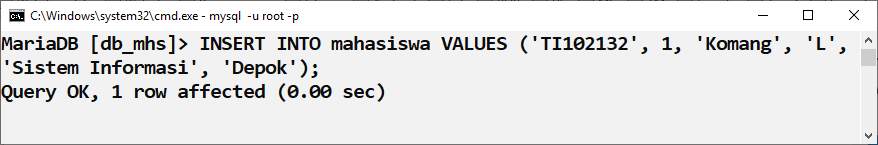 C:\Windows\system32\cmd.exe - mysql -u root -p
MariaDB [db_mhs]> INSERT INTO mahasiswa VALUES ('TI102132', 1, 'Komang', 'L',
'Sistem Informasi', 'Depok');
Query OK, 1 row affected (0.00 sec)